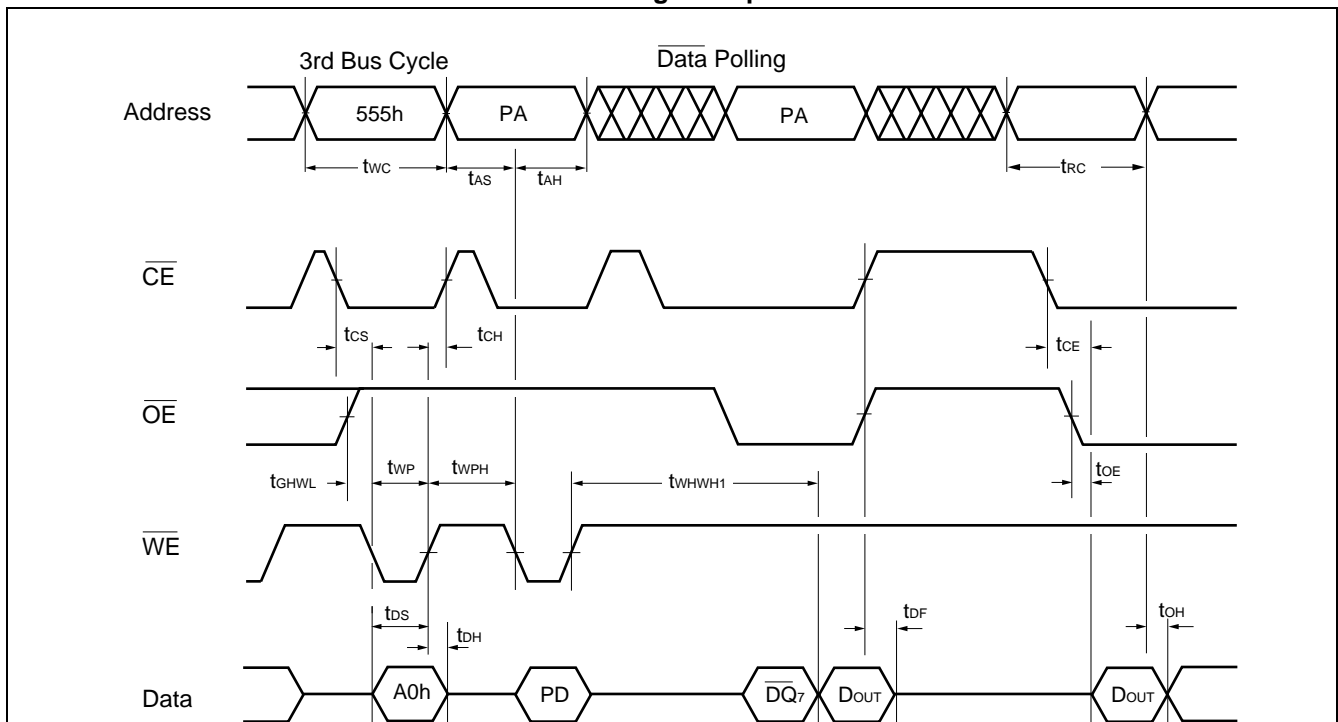 3rd Bus Cycle
Data Polling
Address
555h
PA
PA
tWC
tAS
tAH
tRC
CE
tCS
tCH
tCE
OE
tGHWL
tWP
tWPH
tWHWH1
tOE
WE
tDS
tDH
tDF
tOH
Data
A0h
PD
DQ7
DOUT
DOUT